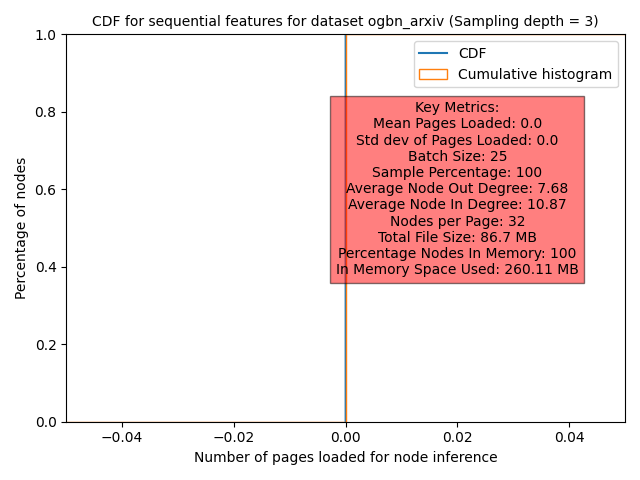 CDF for sequential features for dataset ogbn_arxiv (Sampling depth = 3)
CDF
Cumulative histogram
Key Metrics:
Mean Pages Loaded: 0.0
Std dev of Pages Loaded: 0.0
Batch Size: 25
Sample Percentage: 100
Average Node Out Degree: 7.68
Average Node In Degree: 10.87
Nodes per Page: 32
Total File Size: 86.7 MB
Percentage Nodes In Memory: 100
In Memory Space Used: 260.11 MB
Percentage of nodes
1.0
0.8
0.6
0.4
0.2
0.0
−0.04 −0.02 0.00 0.02 0.04
Number of pages loaded for node inference